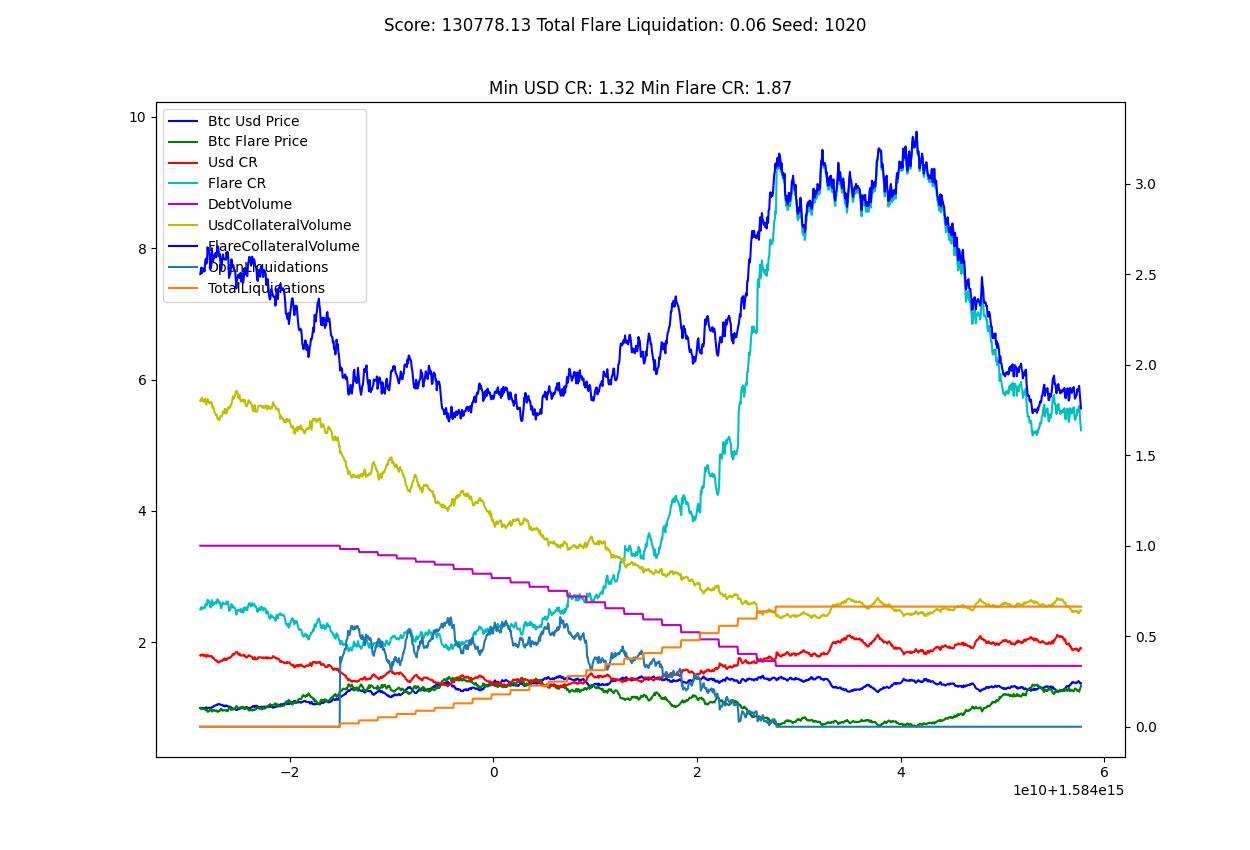 Score: 130778.13 Total Flare Liquidation: 0.06 Seed: 1020
Min USD CR: 1.32 Min Flare CR: 1.87
Btc Usd Price
Btc Flare Price
Usd CR
Flare CR
DebtVolume
UsdCollateralVolume
FlareCollateralVolume
OpenLiquidations
TotalLiquidations
10
8
6
4
2
3.0
2.5
2.0
1.5
1.0
0.5
0.0
−2
0
2
4
6
1e10+1.584e15